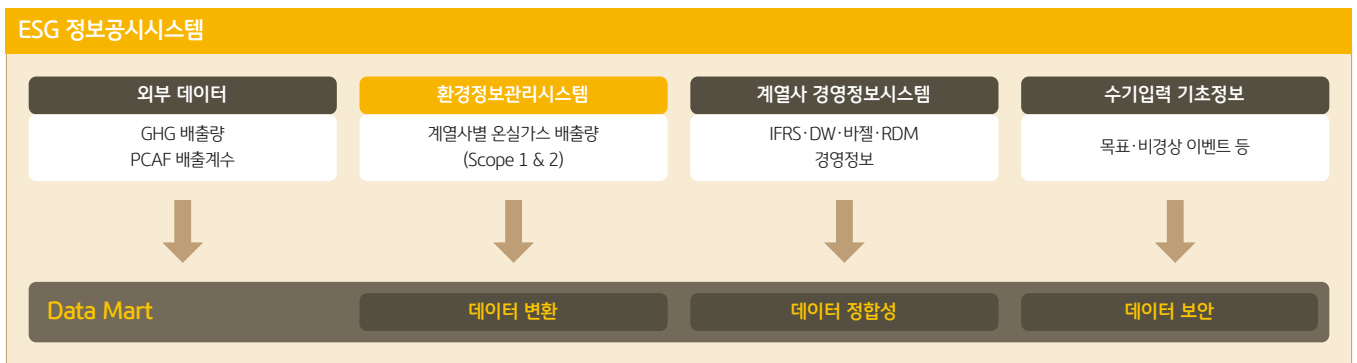 ESG 정보공시시스템
외부 데이터
GHG 배출량
PCAF 배출계수
환경정보관리시스템
계열사별 온실가스 배출량
(Scope 1 & 2)
계열사 경영정보시스템
IFRS·DW·바젤·RDM
경영정보
수기입력 기초정보
목표·비경상 이벤트 등
Data Mart
데이터 변환
데이터 정합성
데이터 보안